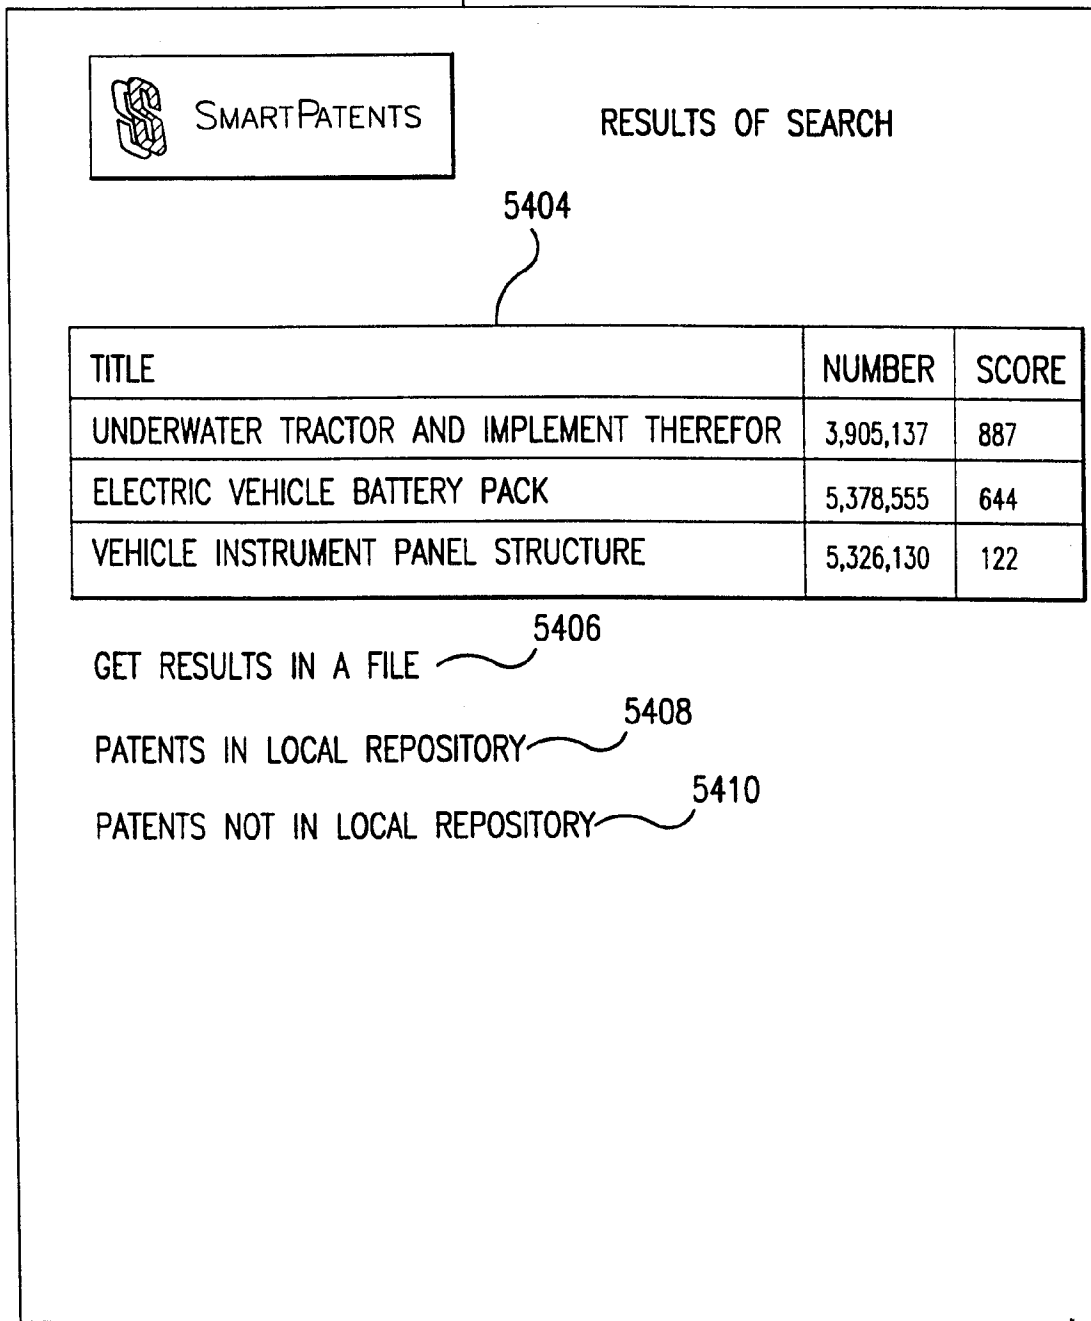 SMARTPATENTS
RESULTS OF SEARCH
5404
TITLE NUMBER SCORE
UNDERWATER TRACTOR AND IMPLEMENT THEREFOR 3,905,137 887
ELECTRIC VEHICLE BATTERY PACK 5,378,555 644
VEHICLE INSTRUMENT PANEL STRUCTURE 5,326,130 122
5406
GET RESULTS IN A FILE
5408
PATENTS IN LOCAL REPOSITORY
5410
PATENTS NOT IN LOCAL REPOSITORY